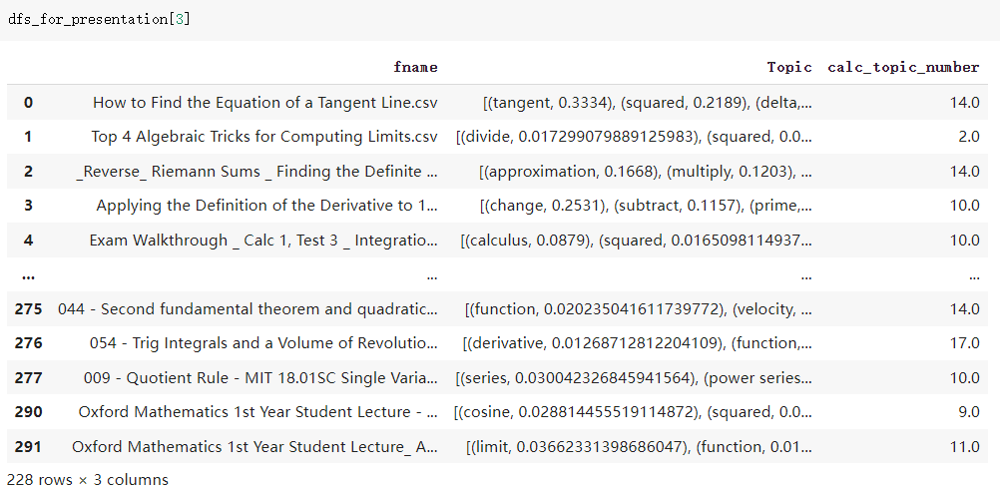 dfs_for_presentation[3]
fname Topic calc_topic_number
0 How to Find the Equation of a Tangent Line.csv [(tangent, 0.3334), (squared, 0.2189), (delta,... 14.0
1 Top 4 Algebraic Tricks for Computing Limits.csv [(divide, 0.017299079889125983), (squared, 0.0... 2.0
2 _Reverse_ Riemann Sums _ Finding the Definite ... [(approximation, 0.1668), (multiply, 0.1203), ... 14.0
3 Applying the Definition of the Derivative to 1... [(change, 0.2531), (subtract, 0.1157), (prime,... 10.0
4 Exam Walkthrough _ Calc 1, Test 3 _ Integratio... [(calculus, 0.0879), (squared, 0.0165098114937... 10.0
... ... ... ...
275 044 - Second fundamental theorem and quadratic... [(function, 0.020235041611739772), (velocity, ... 14.0
276 054 - Trig Integrals and a Volume of Revolutio... [(derivative, 0.01268712812204109), (function,... 17.0
277 009 - Quotient Rule - MIT 18.01SC Single Varia... [(series, 0.030042326845941564), (power series... 10.0
290 Oxford Mathematics 1st Year Student Lecture - ... [(cosine, 0.028814455519114872), (squared, 0.0... 9.0
291 Oxford Mathematics 1st Year Student Lecture_ A... [(limit, 0.03662331398686047), (function, 0.01... 11.0
228 rows × 3 columns